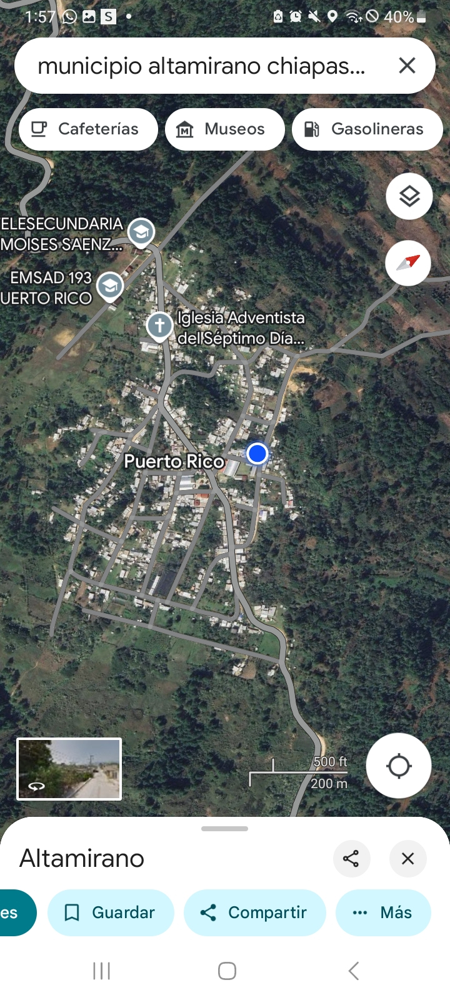 1:57
S
40%
municipio altamirano chiapas...
Cafeterías
Museos
Gasolineras
ELESECUNDARIA
MOISES SAENZ...
EMSAD 193
UERTO RICO
Iglesia Adventista
del Séptimo Día...
Puerto Rico
500 ft
200 m
Altamirano
es
Guardar
Compartir
Más